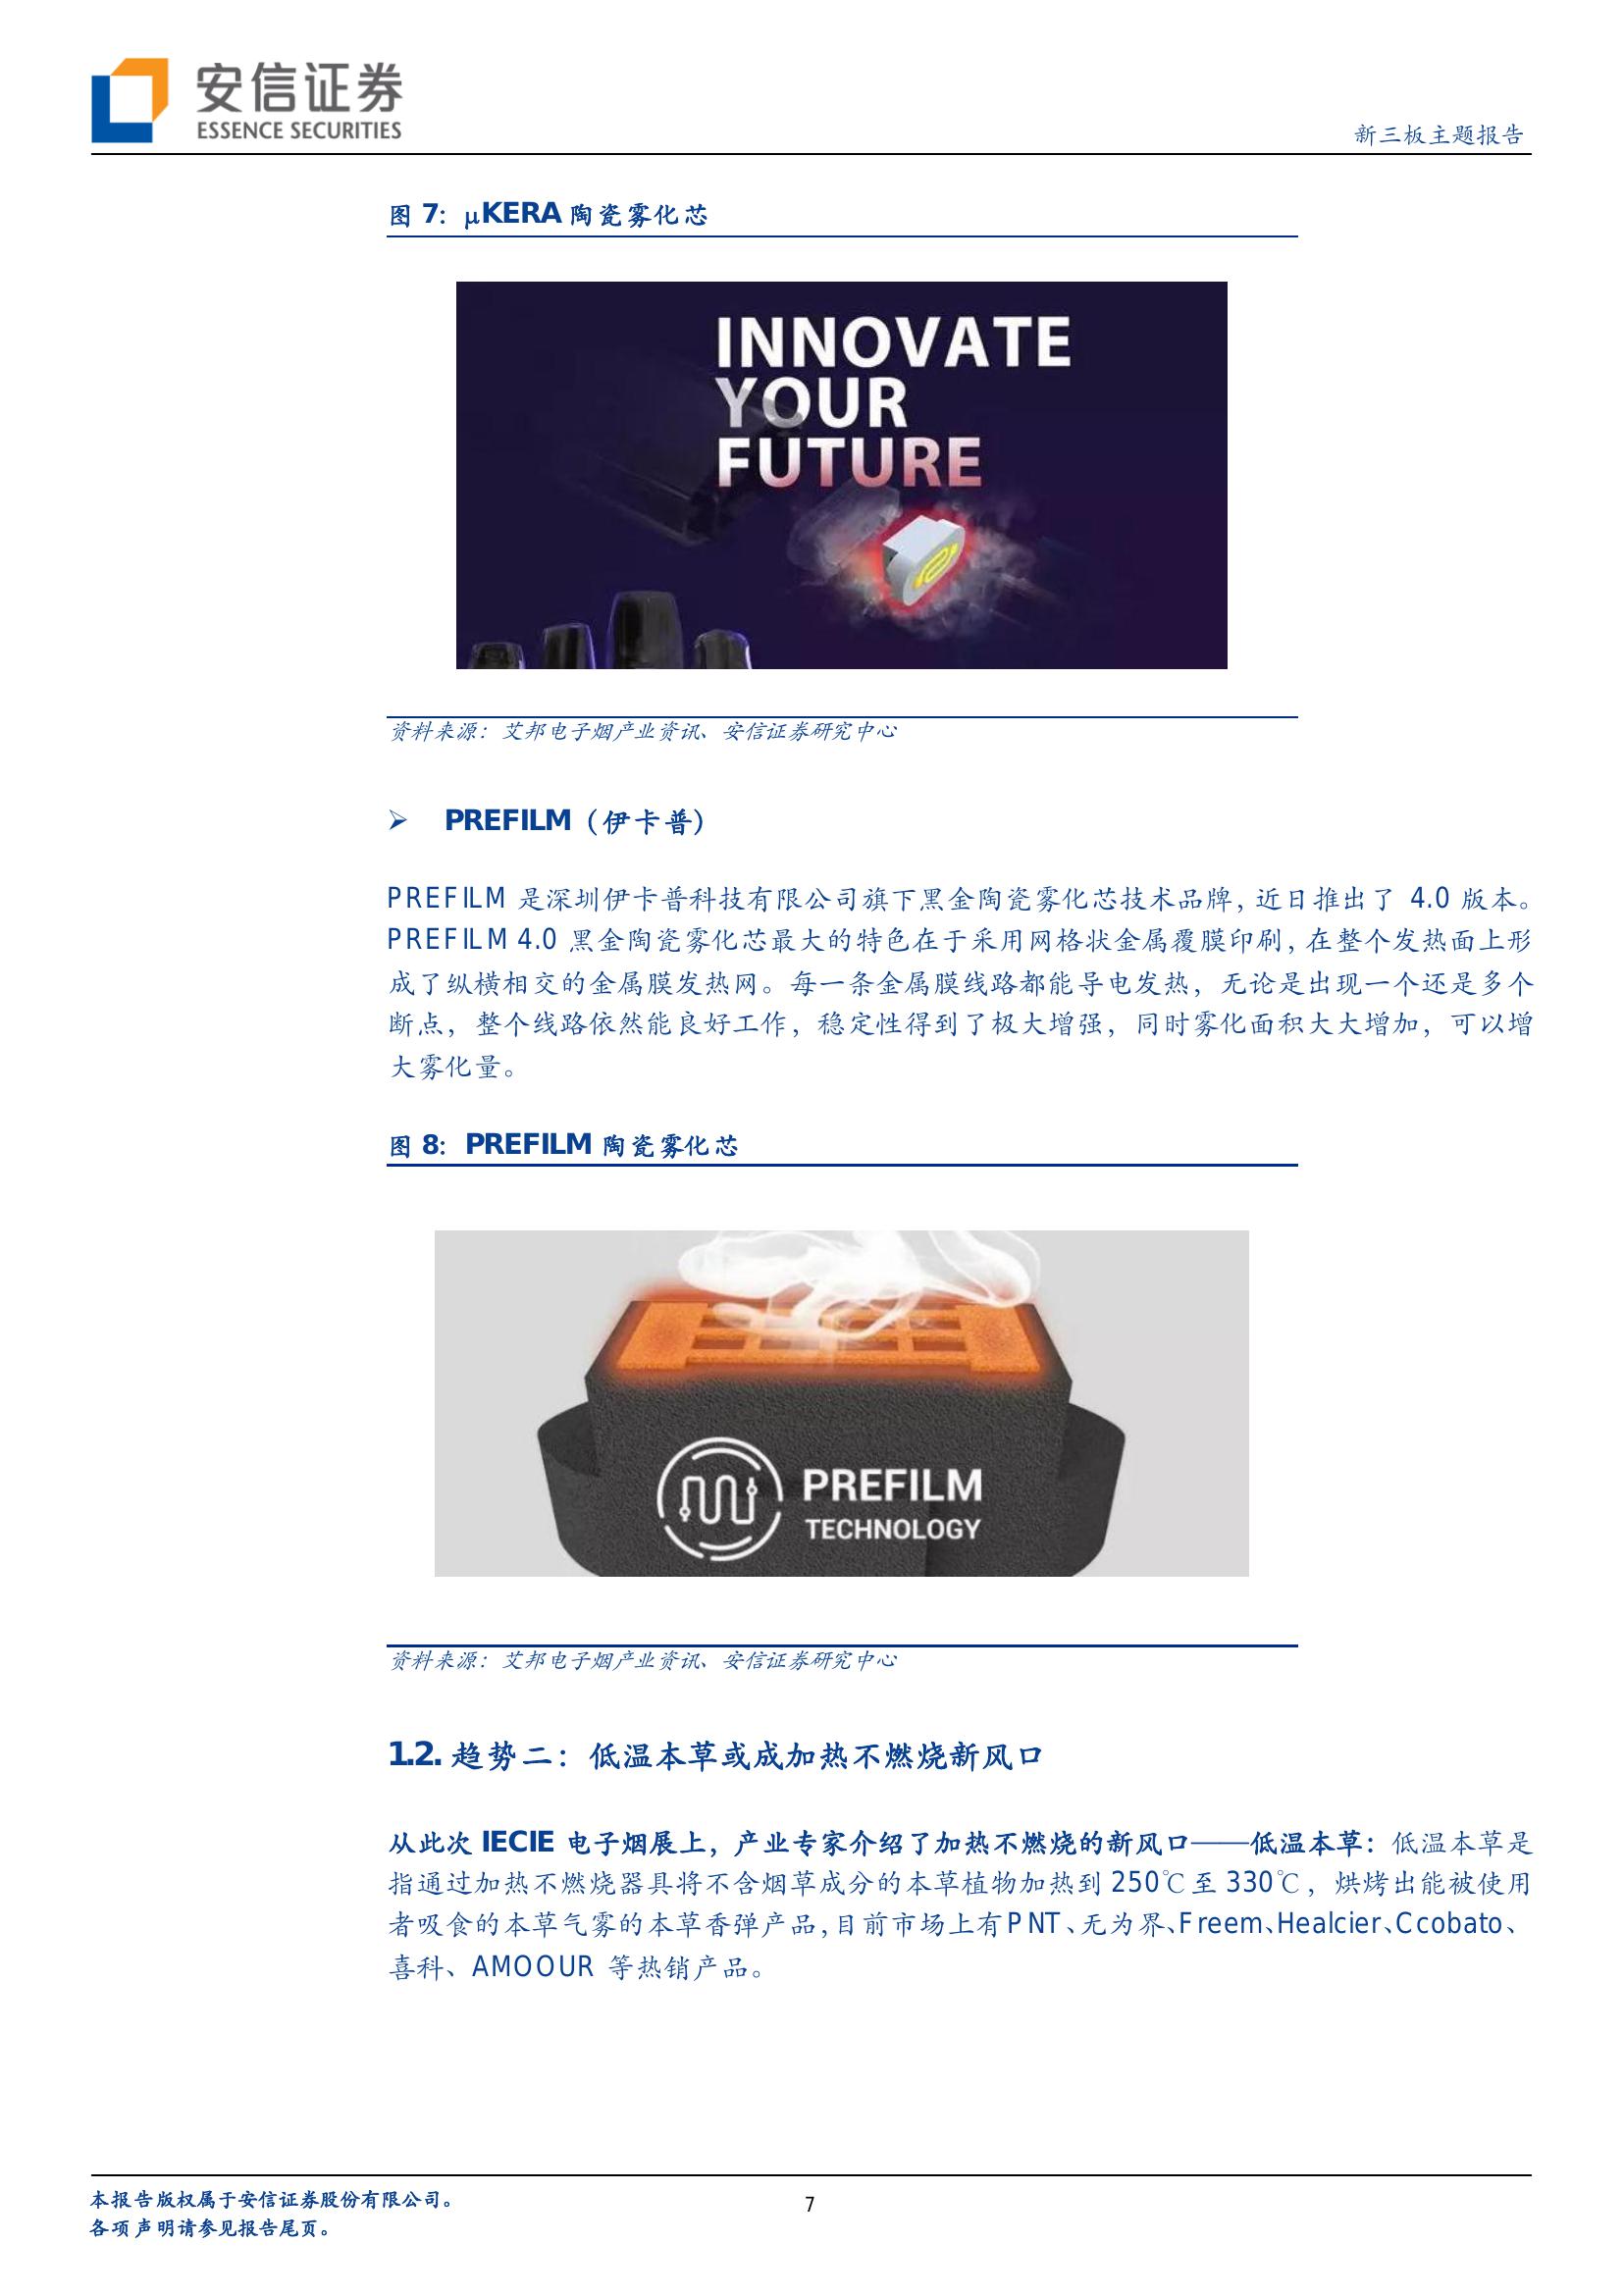 安信证券
ESSENCE SECURITIES
新三板主题报告
图 7：μKERA 陶瓷雾化芯
INNOVATE
YOUR
FUTURE
资料来源：艾邦电子烟产业资讯、安信证券研究中心
➢ PREFILM（伊卡普）
PREFILM 是深圳伊卡普科技有限公司旗下黑金陶瓷雾化芯技术品牌，近日推出了 4.0 版本。
PREFILM 4.0 黑金陶瓷雾化芯最大的特色在于采用网格状金属覆膜印刷，在整个发热面上形
成了纵横相交的金属膜发热网。每一条金属膜线路都能导电发热，无论是出现一个还是多个
断点，整个线路依然能良好工作，稳定性得到了极大增强，同时雾化面积大大增加，可以增
大雾化量。
图 8：PREFILM 陶瓷雾化芯
PREFILM
TECHNOLOGY
资料来源：艾邦电子烟产业资讯、安信证券研究中心
1.2. 趋势二：低温本草或成加热不燃烧新风口
从此次 IECIE 电子烟展上，产业专家介绍了加热不燃烧的新风口——低温本草：低温本草是
指通过加热不燃烧器具将不含烟草成分的本草植物加热到 250℃至 330℃，烘烤出能被使用
者吸食的本草气雾的本草香弹产品，目前市场上有 PNT、无为界、Freem、Healcier、Ccobato、
喜科、AMOOUR 等热销产品。
本报告版权属于安信证券股份有限公司。
各项声明请参见报告尾页。
7